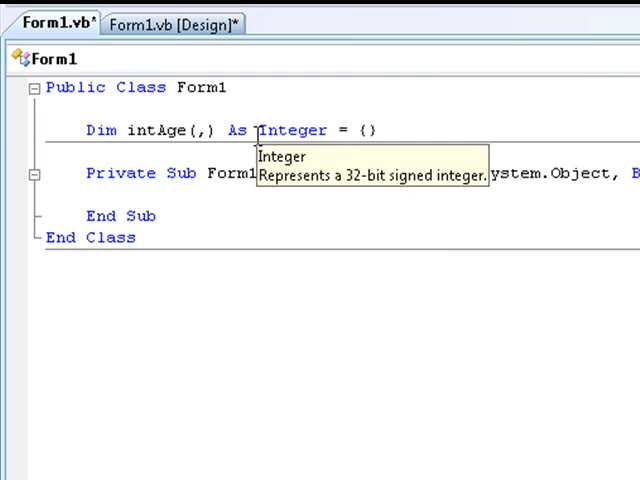 Form1.vb* Form1.vb [Design]*
Form1
Public Class Form1
Dim intAge(,) As Integer = {}
Integer
Represents a 32-bit signed integer.
Private Sub Form1 ystem.Object, B
End Sub
End Class